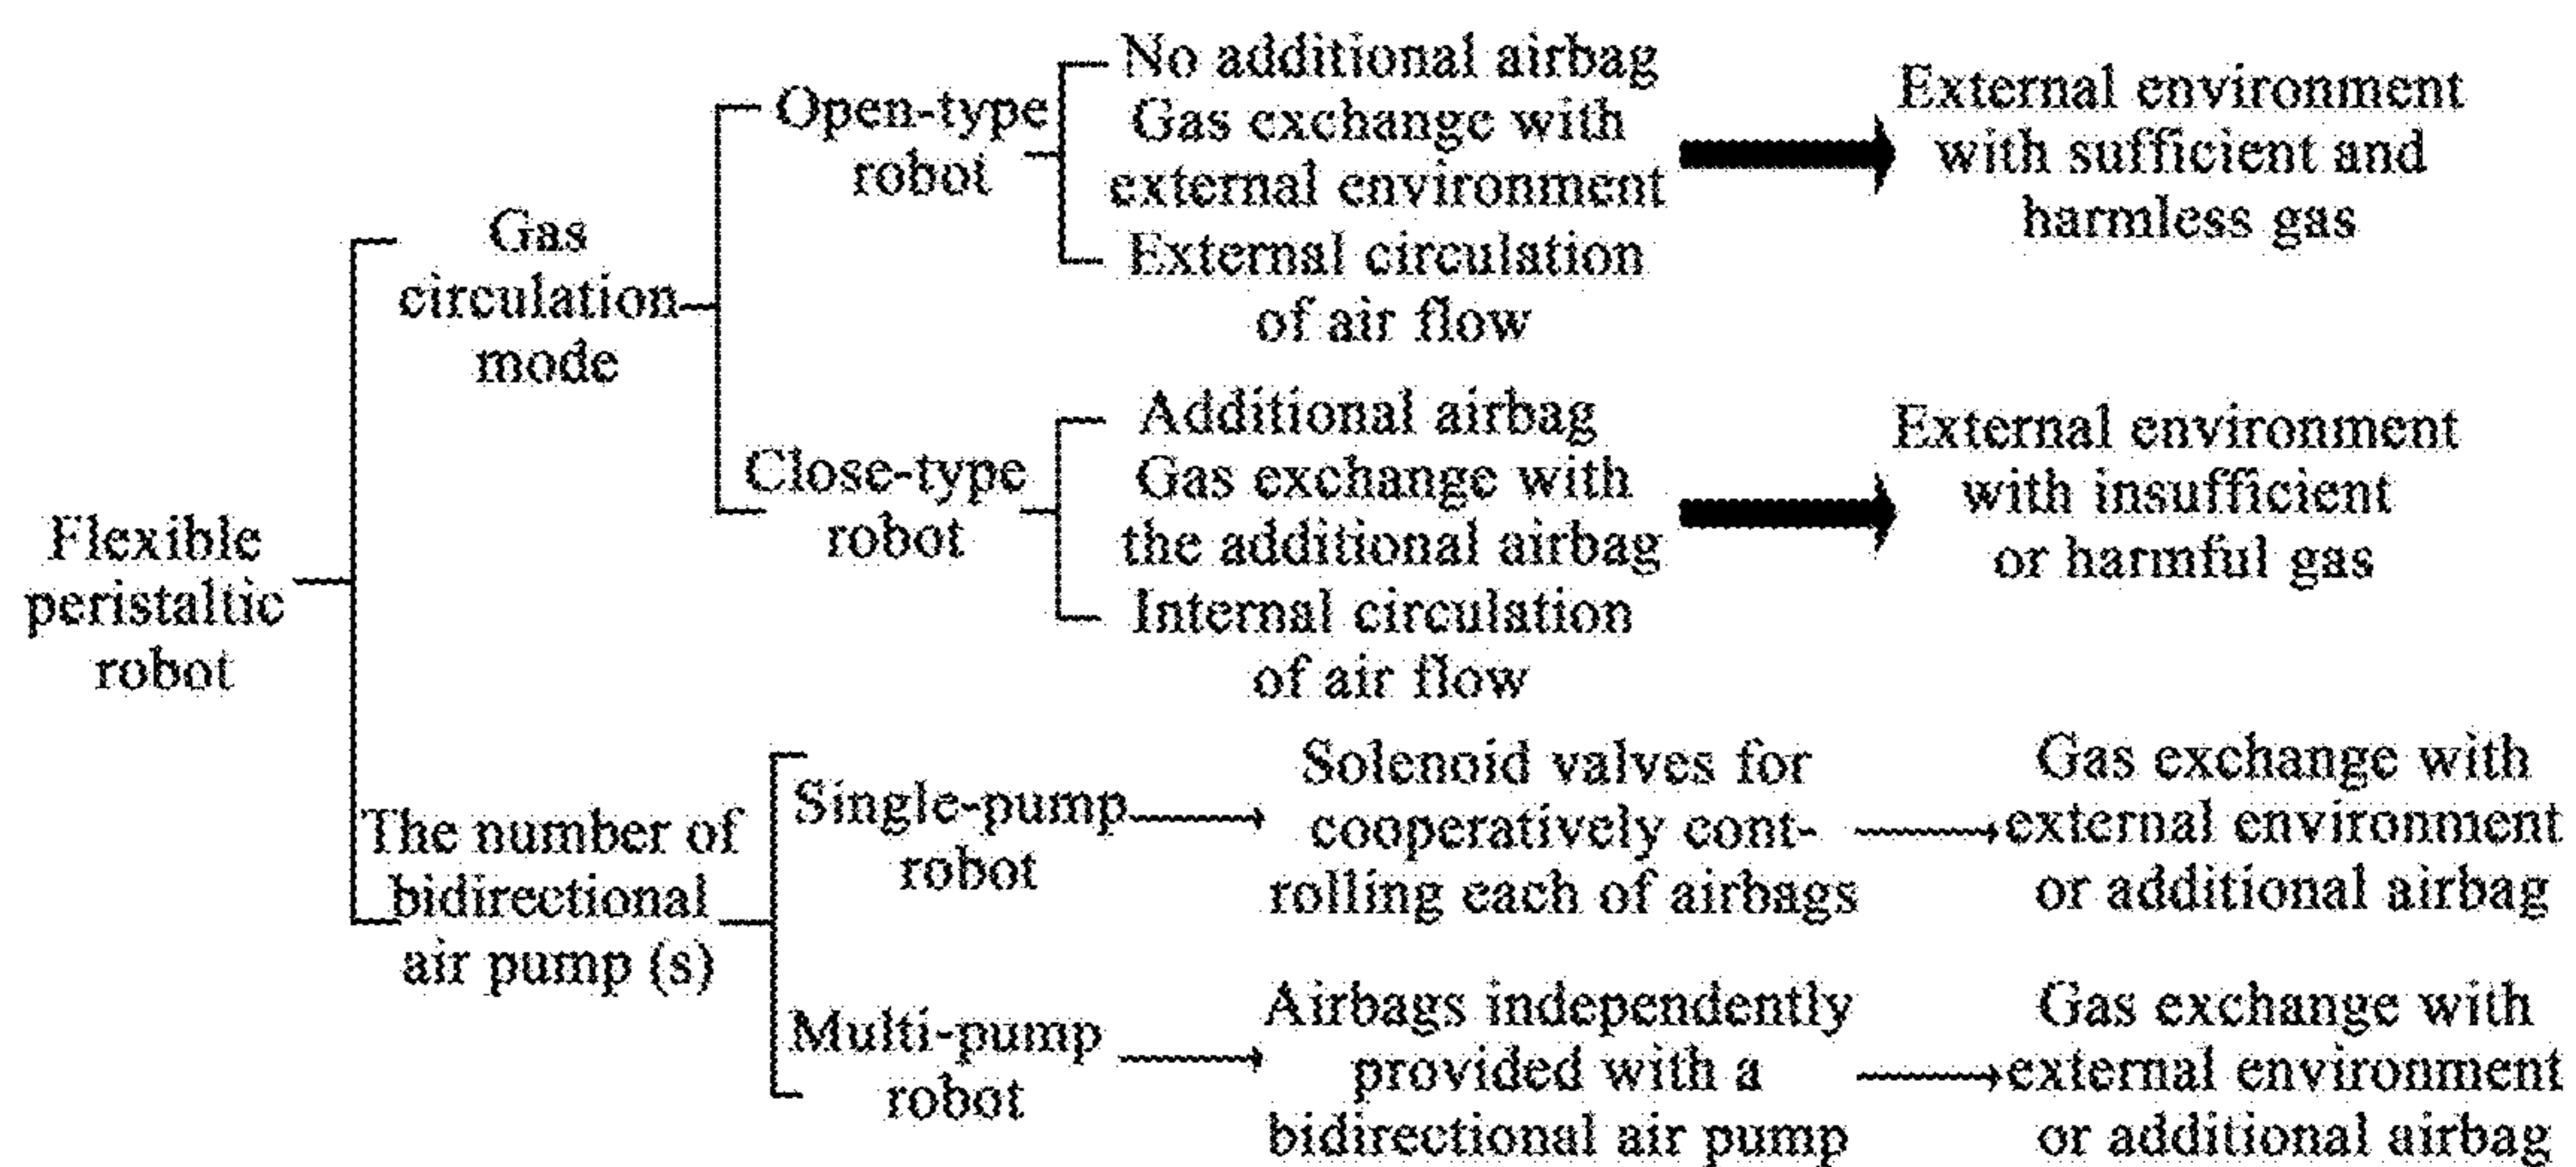 Flexible
peristaltic
robot
Gas
circulation
mode
Open-type
robot
No additional airbag
Gas exchange with
external environment
External circulation
of air flow
External environment
with sufficient and
harmless gas
Close-type
robot
Additional airbag
Gas exchange with
the additional airbag
Internal circulation
of air flow
External environment
with insufficient
or harmful gas
The number of
bidirectional
air pump (s)
Single-pump
robot
Solenoid valves for
cooperatively cont-
rolling each of airbags
Gas exchange with
external environment
or additional airbag
Multi-pump
robot
Airbags independently
provided with a
bidirectional air pump
Gas exchange with
external environment
or additional airbag